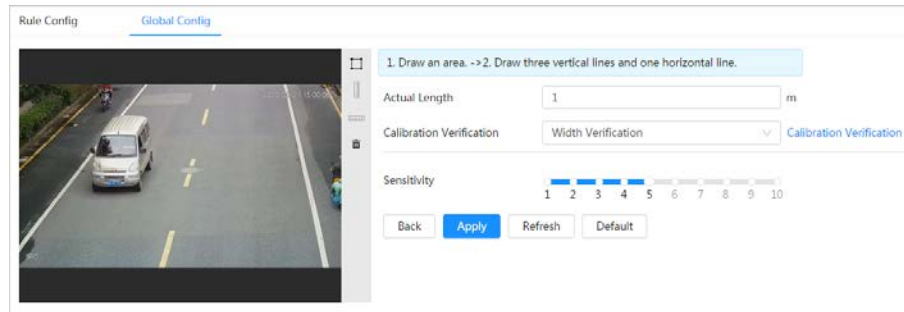 Rule Config
Global Config
1. Draw an area. ->2. Draw three vertical lines and one horizontal line.
Actual Length
1
m
Calibration Verification
Width Verification
Calibration Verification
Sensitivity
1 2 3 4 5 6 7 8 9 10
Back
Apply
Refresh
Default